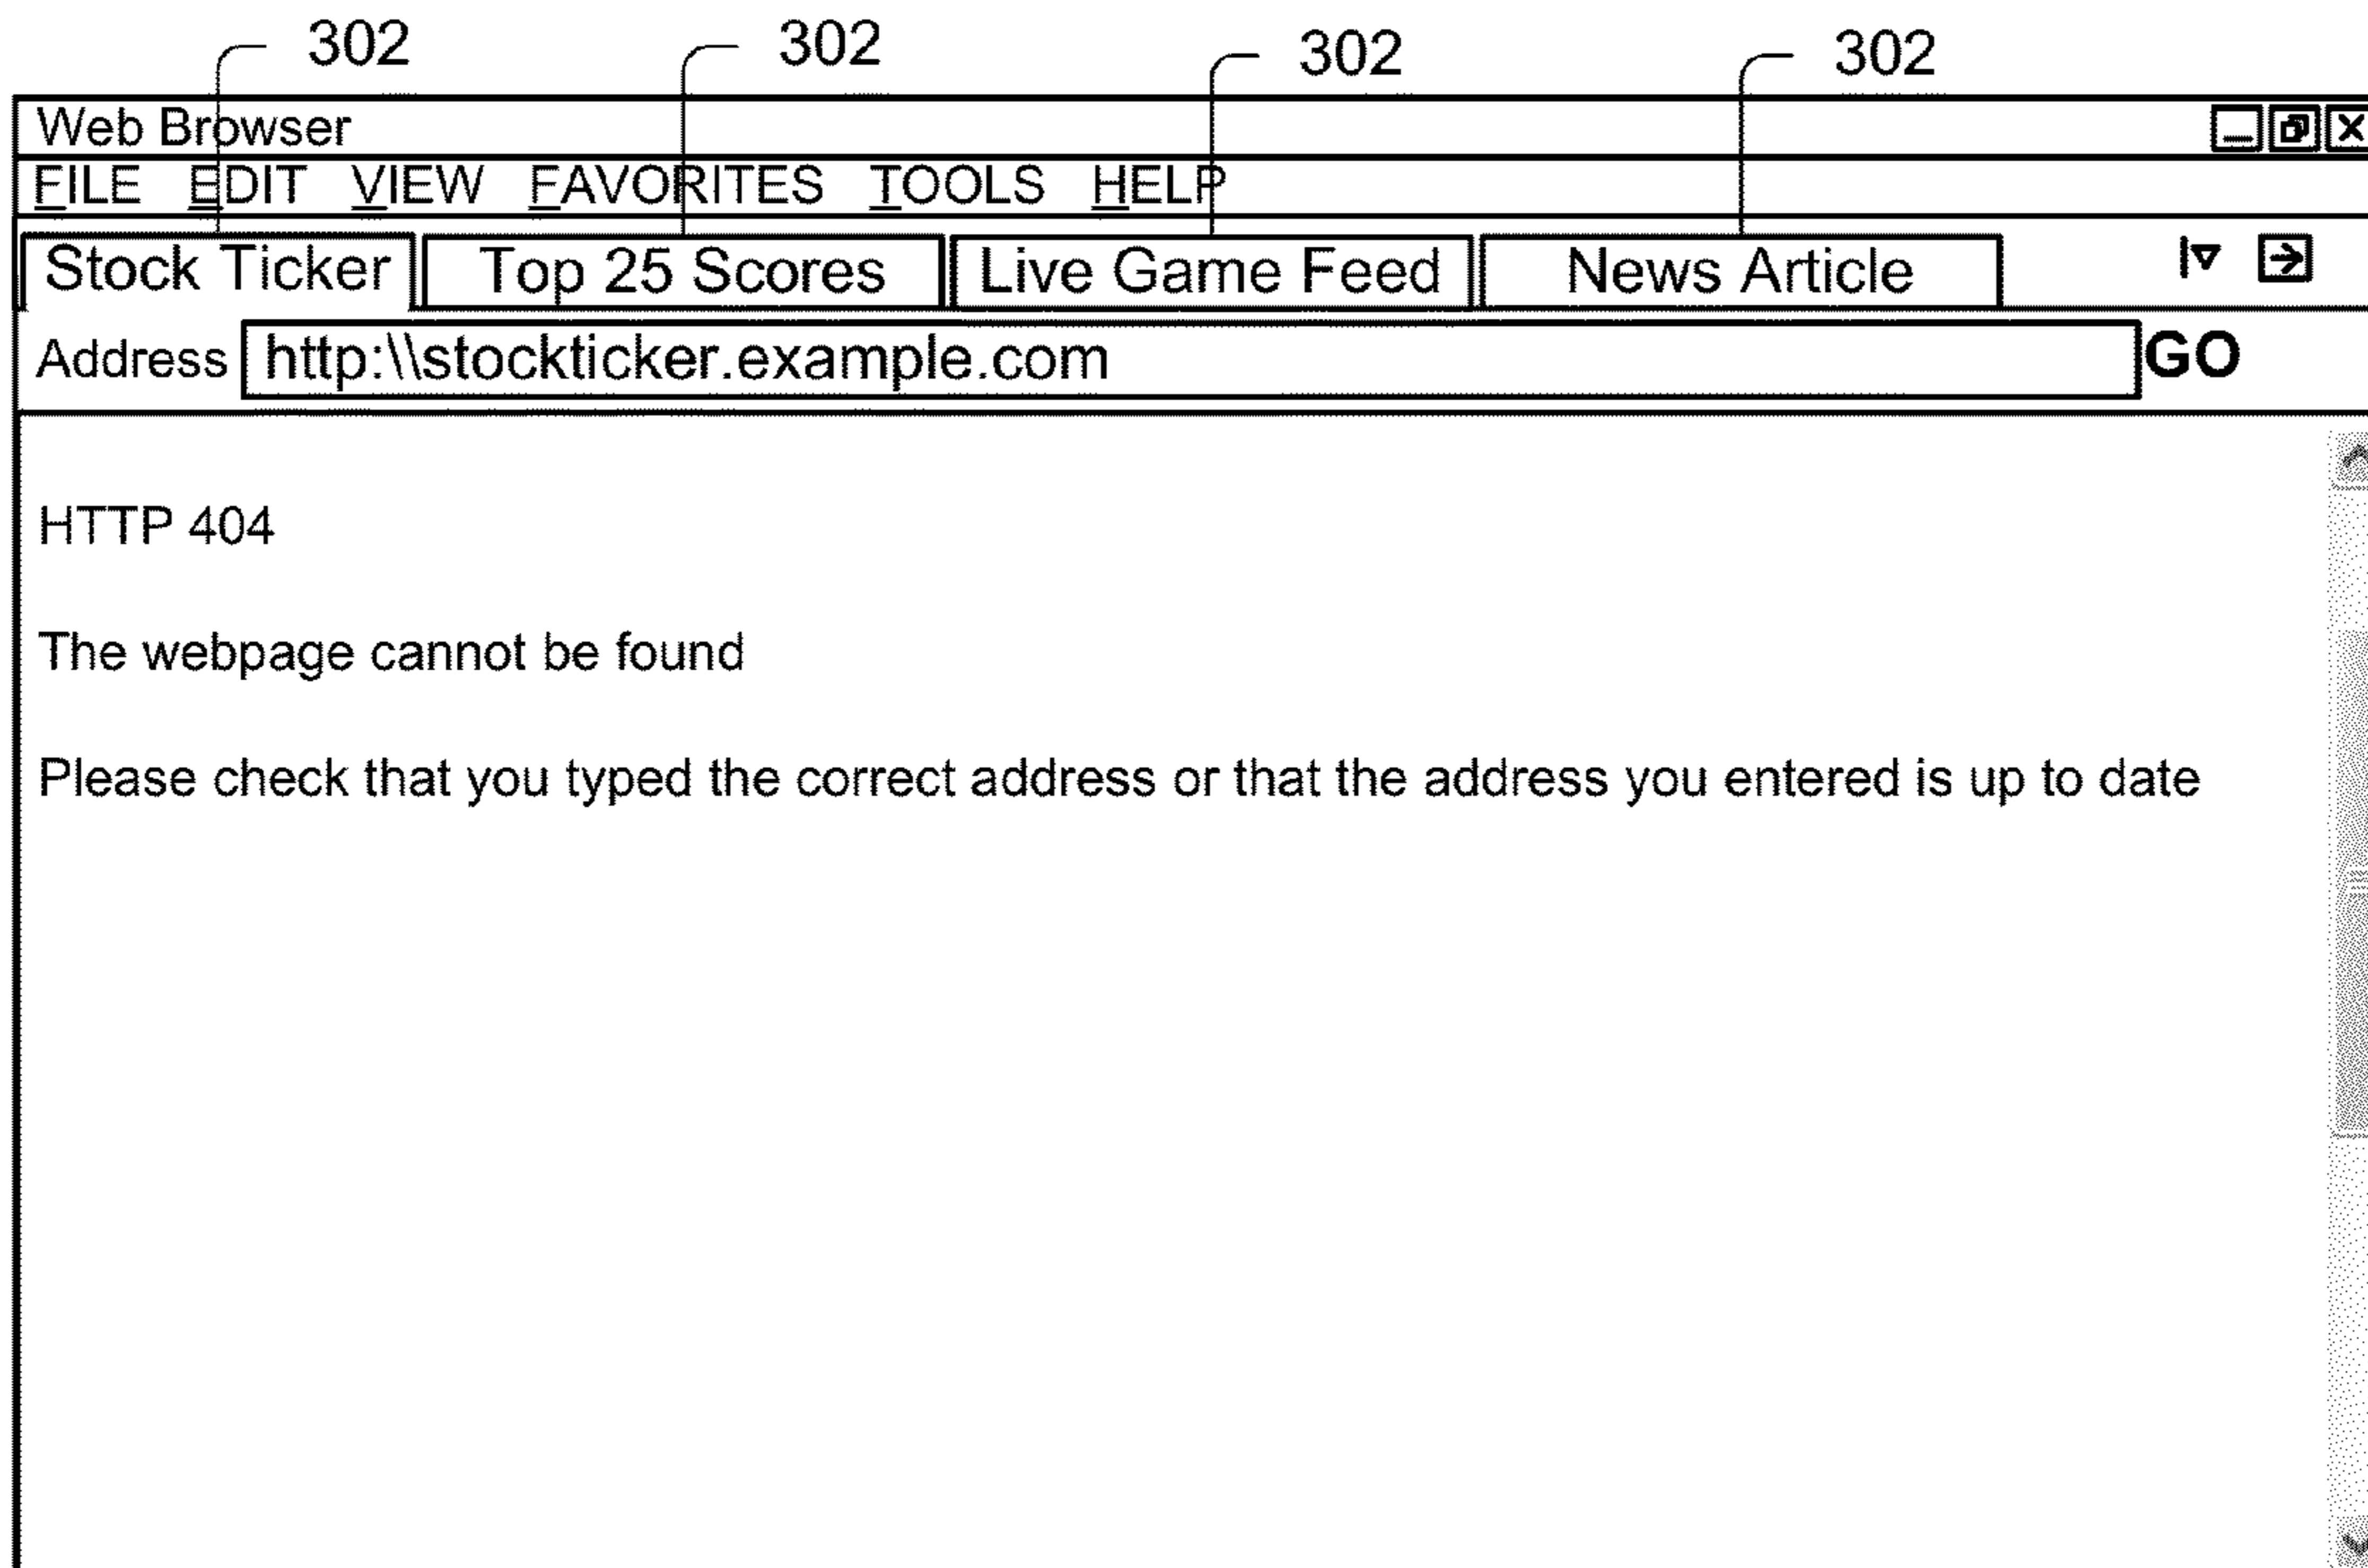 302 302 302 302
Web Browser
FILE EDIT VIEW FAVORITES TOOLS HELP
Stock Ticker Top 25 Scores Live Game Feed News Article
Address http:\\stockticker.example.com GO
HTTP 404
The webpage cannot be found
Please check that you typed the correct address or that the address you entered is up to date